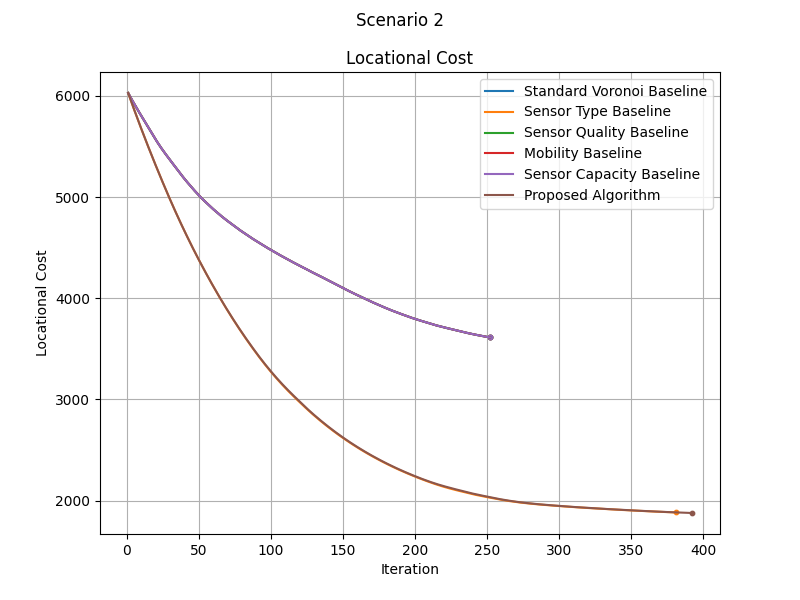 Scenario 2
Locational Cost
Standard Voronoi Baseline
Sensor Type Baseline
Sensor Quality Baseline
Mobility Baseline
Sensor Capacity Baseline
Proposed Algorithm
Locational Cost
6000
5000
4000
3000
2000
0 50 100 150 200 250 300 350 400
Iteration